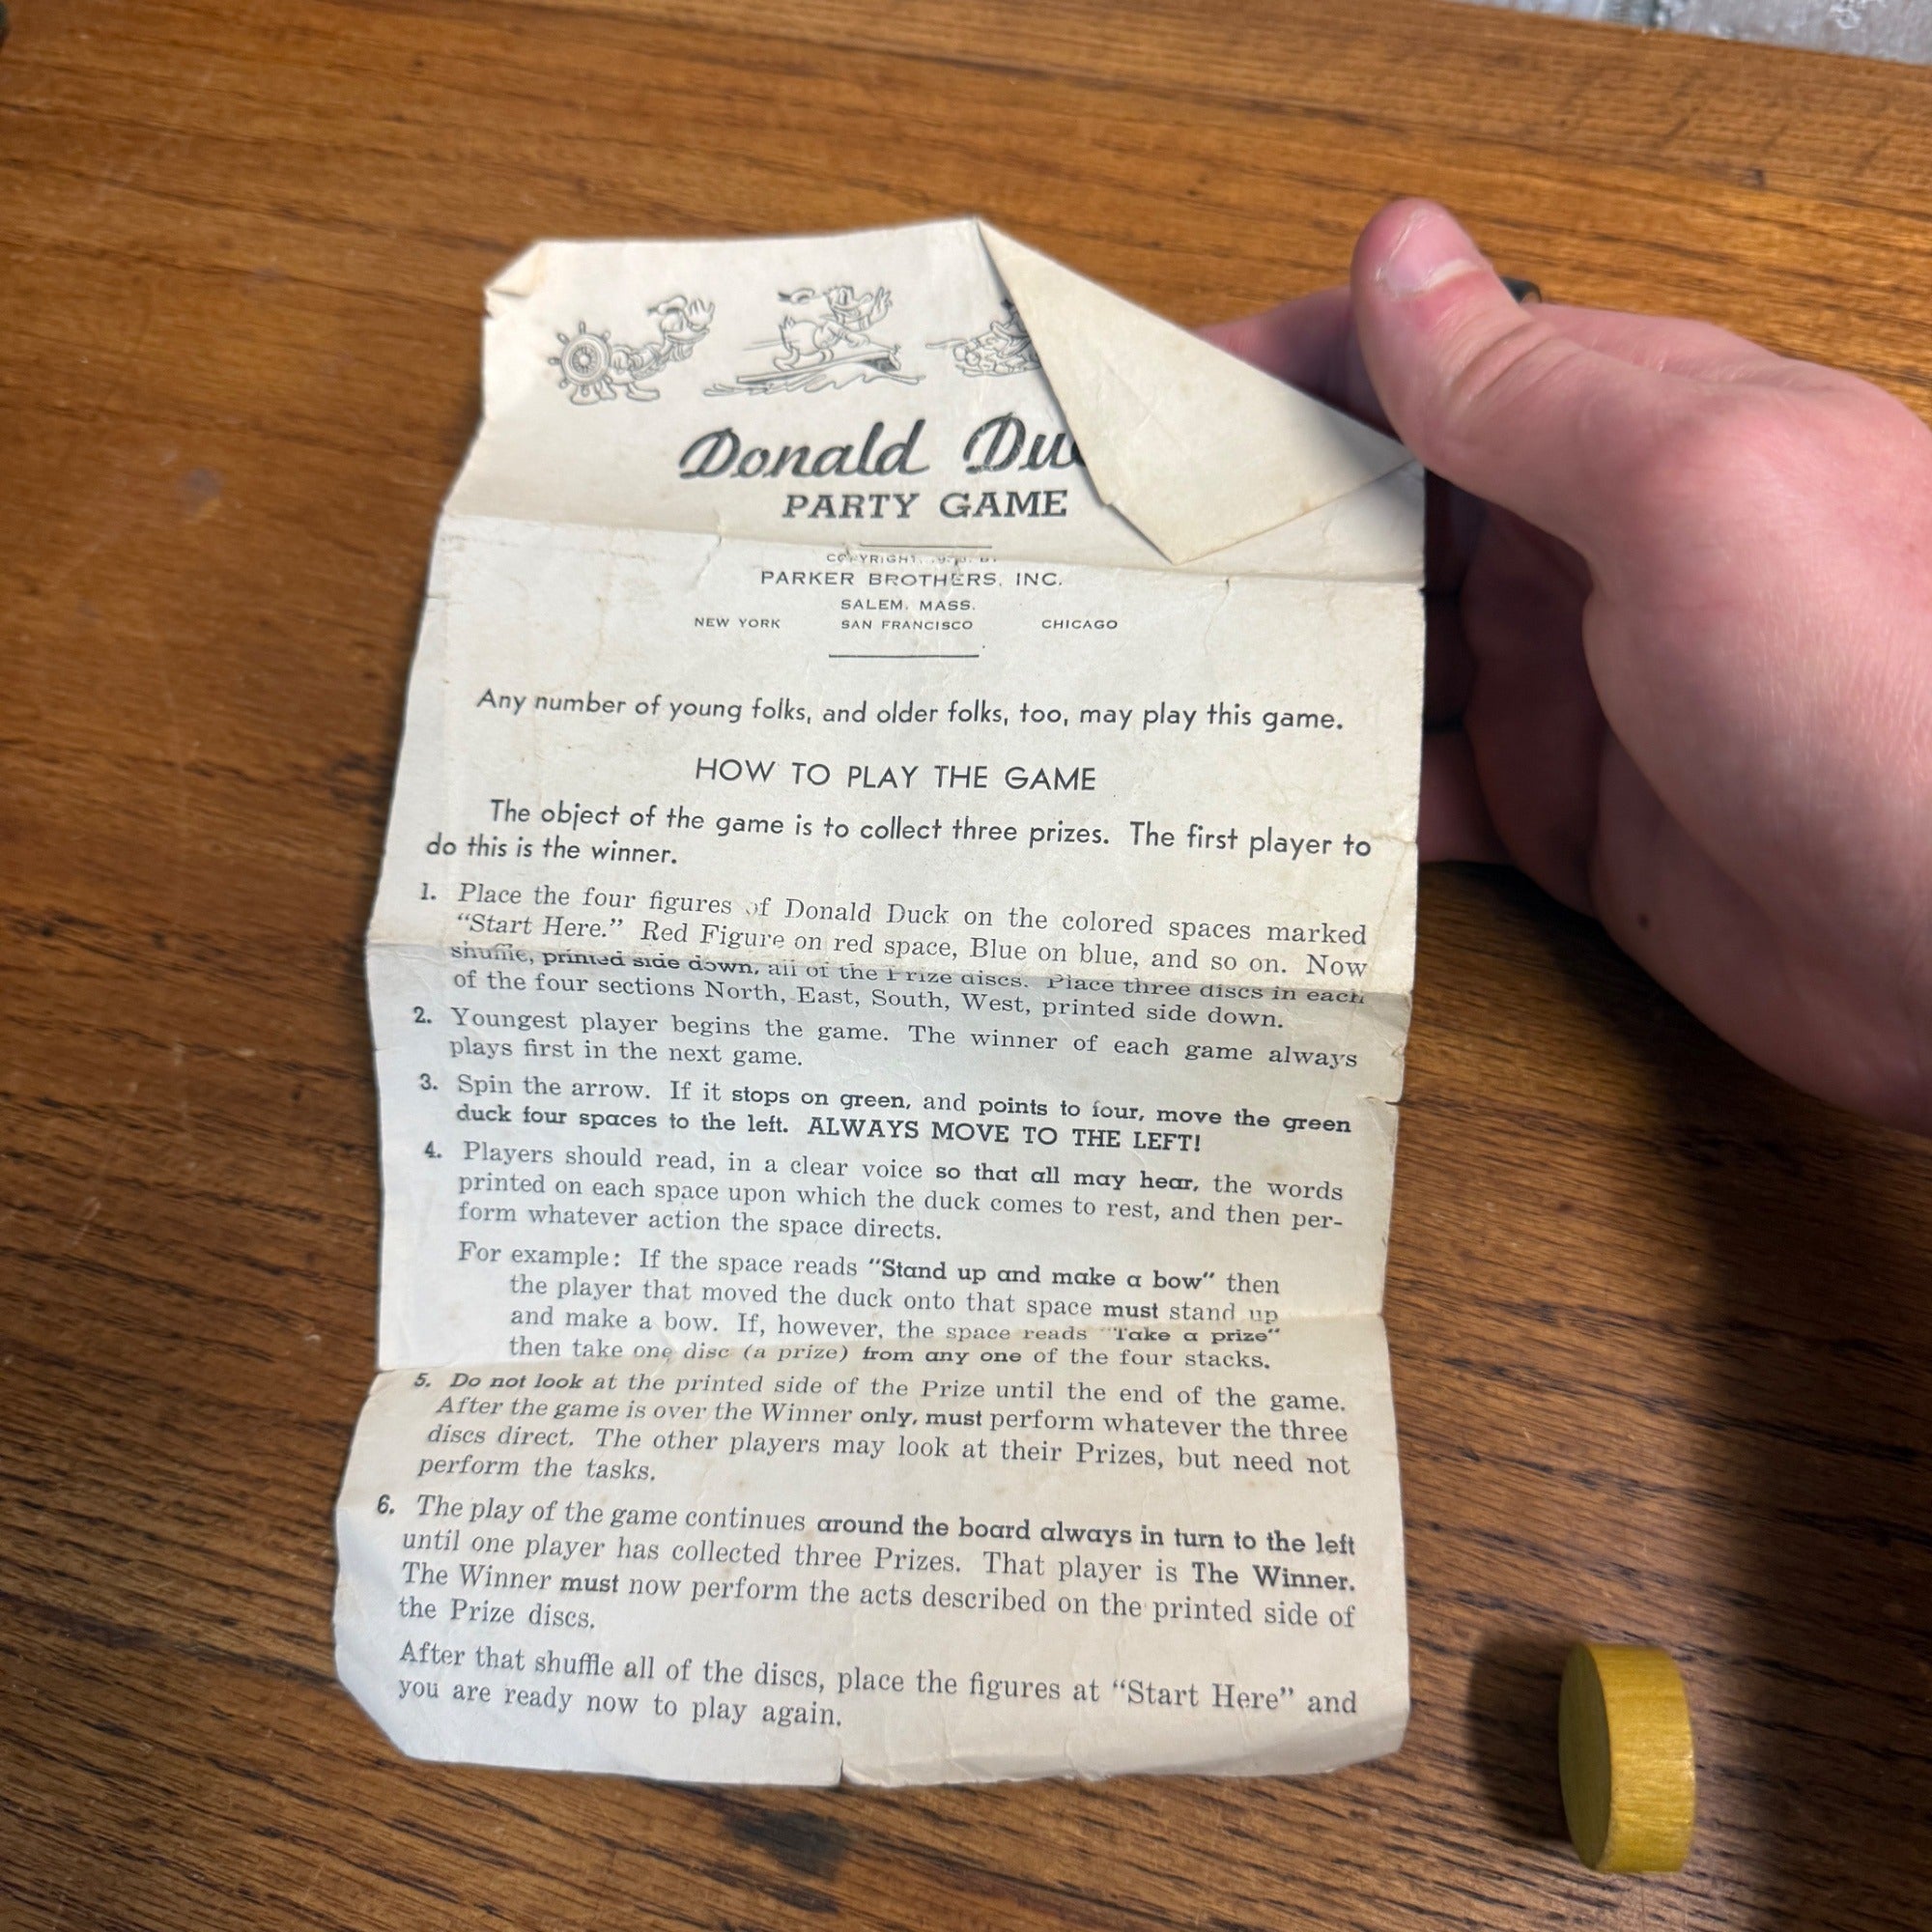 Donald Du
PARTY GAME
COPYRIGHT
PARKER BROTHERS, INC.
SALEM, MASS.
NEW YORK SAN FRANCISCO CHICAGO
Any number of young folks, and older folks, too, may play this game.
HOW TO PLAY THE GAME
The object of the game is to collect three prizes. The first player to
do this is the winner.
1. Place the four figures of Donald Duck on the colored spaces marked
"Start Here." Red Figure on red space, Blue on blue, and so on. Now
shuffle, printed side down, all of the Prize discs. Place three discs in each
of the four sections North, East, South, West, printed side down.
2. Youngest player begins the game. The winner of each game always
plays first in the next game.
3. Spin the arrow. If it stops on green, and points to four, move the green
duck four spaces to the left. ALWAYS MOVE TO THE LEFT!
4. Players should read, in a clear voice so that all may hear, the words
printed on each space upon which the duck comes to rest, and then per-
form whatever action the space directs.
For example: If the space reads "Stand up and make a bow" then
the player that moved the duck onto that space must stand up
and make a bow. If, however, the space reads "Take a prize"
then take one disc (a prize) from any one of the four stacks.
5. Do not look at the printed side of the Prize until the end of the game.
After the game is over the Winner only, must perform whatever the three
discs direct. The other players may look at their Prizes, but need not
perform the tasks.
6. The play of the game continues around the board always in turn to the left
until one player has collected three Prizes. That player is The Winner.
The Winner must now perform the acts described on the printed side of
the Prize discs.
After that shuffle all of the discs, place the figures at "Start Here" and
you are ready now to play again.